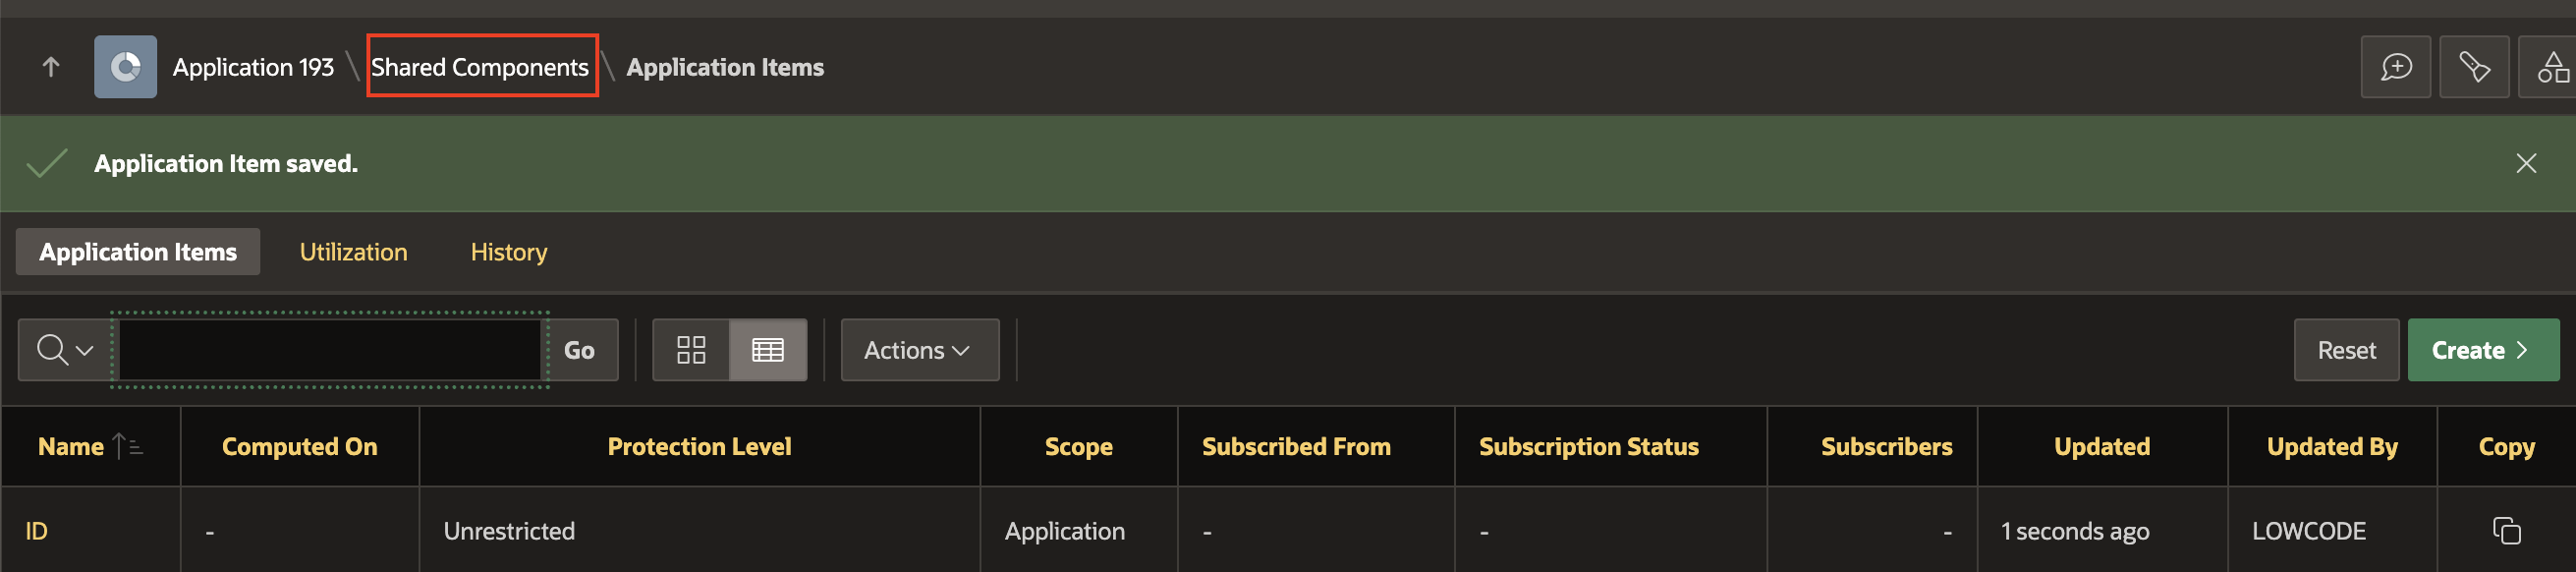 Application 193 \ Shared Components \ Application Items
Application Item saved.
Application Items Utilization History
Go Actions Reset Create
Name Computed On Protection Level Scope Subscribed From Subscription Status Subscribers Updated Updated By Copy
ID - Unrestricted Application - - - 1 seconds ago LOWCODE